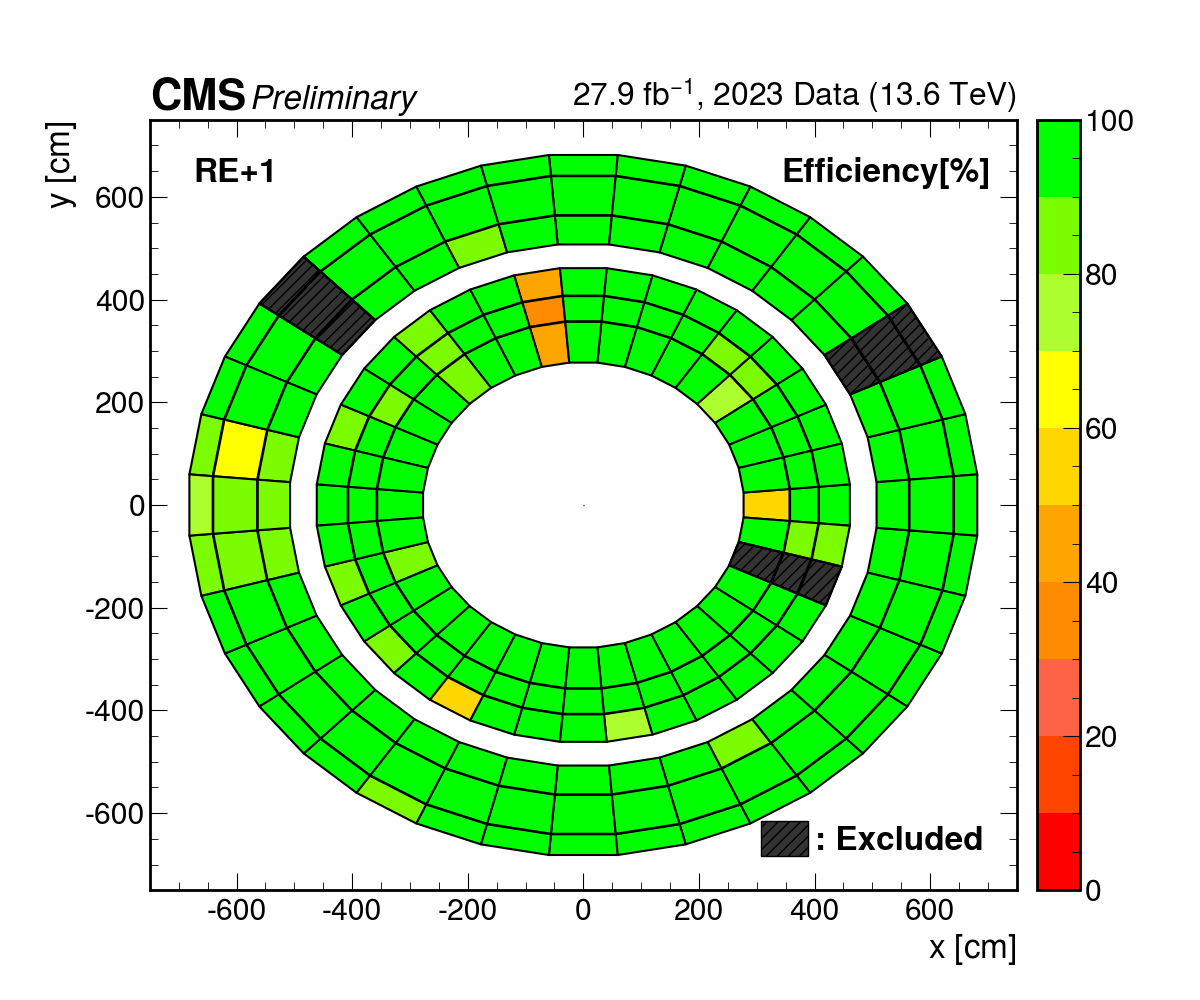 CMS Preliminary 27.9 fb⁻¹, 2023 Data (13.6 TeV)
y [cm]
RE+1 Efficiency[%]
600
400
200
0
-200
-400
-600
: Excluded
-600 -400 -200 0 200 400 600
x [cm]
100
80
60
40
20
0